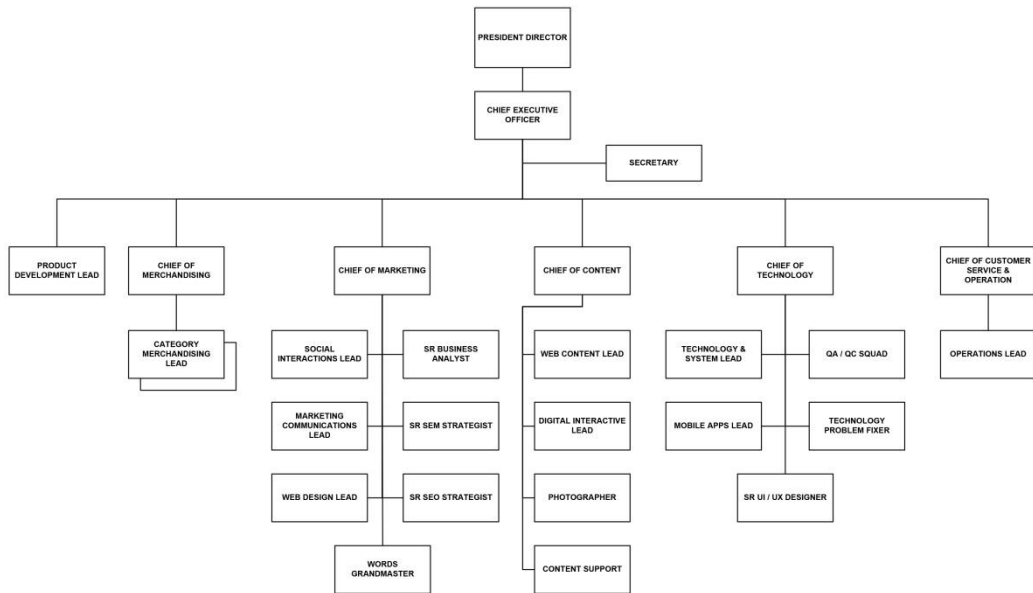 PRESIDENT DIRECTOR
CHIEF EXECUTIVE
OFFICER
SECRETARY
PRODUCT
DEVELOPMENT LEAD
CHIEF OF
MERCHANDISING
CHIEF OF MARKETING
CHIEF OF CONTENT
CHIEF OF
TECHNOLOGY
CHIEF OF CUSTOMER
SERVICE &
OPERATION
CATEGORY
MERCHANDISING
LEAD
SOCIAL
INTERACTIONS LEAD
SR BUSINESS
ANALYST
WEB CONTENT LEAD
TECHNOLOGY &
SYSTEM LEAD
QA / QC SQUAD
OPERATIONS LEAD
MARKETING
COMMUNICATIONS
LEAD
SR SEM STRATEGIST
DIGITAL INTERACTIVE
LEAD
MOBILE APPS LEAD
TECHNOLOGY
PROBLEM FIXER
WEB DESIGN LEAD
SR SEO STRATEGIST
PHOTOGRAPHER
SR UI / UX DESIGNER
WORDS
GRANDMASTER
CONTENT SUPPORT